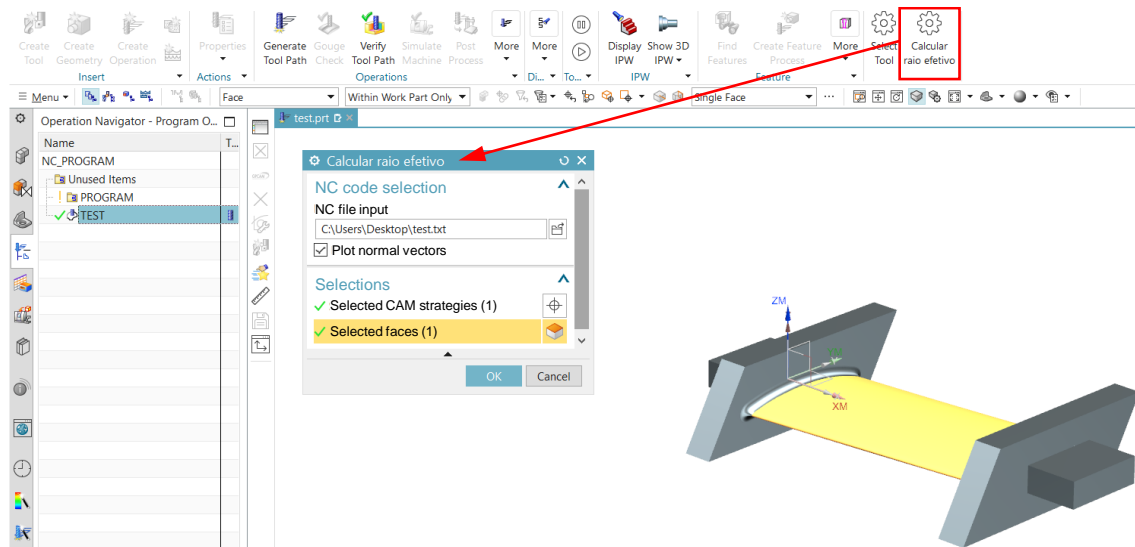 Create Tool
Create Geometry
Create Operation
Properties
Generate Tool Path
Gouge Check
Verify Tool Path
Simulate Machine
Post Process
More
More
Display IPW
Show 3D IPW
Find Features
Create Feature Process
More
Select Tool
Calcular raio efetivo
Insert
Actions
Operations
Di...
To...
IPW
Feature
Menu
Face
Within Work Part Only
Single Face
Operation Navigator - Program O...
test.prt
Name
T...
NC_PROGRAM
Unused Items
PROGRAM
TEST
Calcular raio efetivo
NC code selection
NC file input
C:\Users\Desktop\test.txt
Plot normal vectors
Selections
Selected CAM strategies (1)
Selected faces (1)
OK
Cancel
ZM
XM